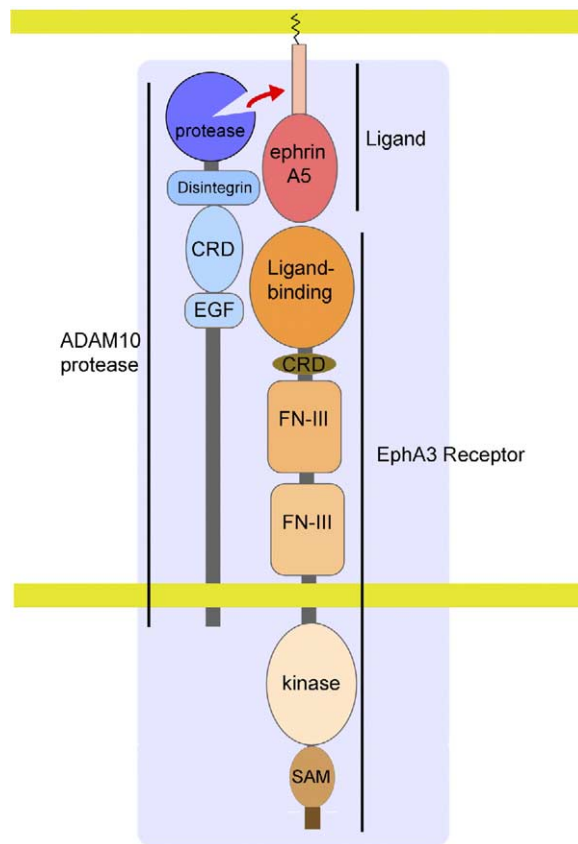 protease
Disintegrin
CRD
EGF
ADAM10
protease
ephrin
A5
Ligand
Ligand-
binding
CRD
FN-III
FN-III
EphA3 Receptor
kinase
SAM